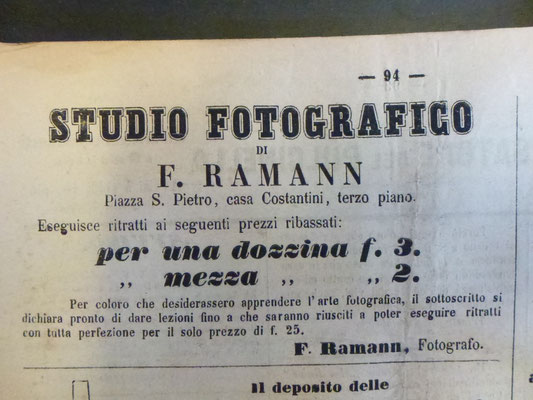 — 94 —
STUDIO FOTOGRAFICO
DI
F. RAMANN
Piazza S. Pietro, casa Costantini, terzo piano.
Eseguisce ritratti ai seguenti prezzi ribassati:
per una dozzina f. 3.
„ mezza „ „ 2.
Per coloro che desiderassero apprendere l'arte fotografica, il sottoscritto si
dichiara pronto di dare lezioni fino a che saranno riusciti a poter eseguire ritratti
con tutta perfezione per il solo prezzo di f. 25.
F. Ramann, Fotografo.
Il deposito delle